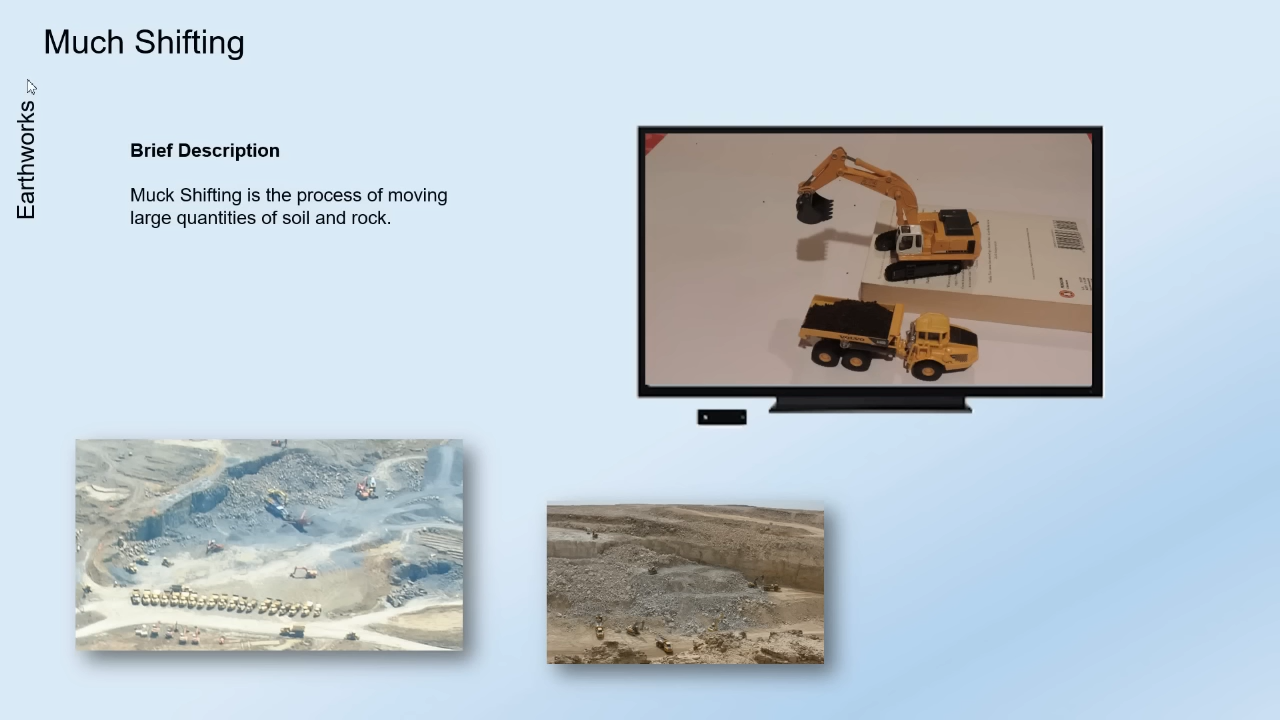 Much Shifting
Earthworks
Brief Description
Muck Shifting is the process of moving
large quantities of soil and rock.